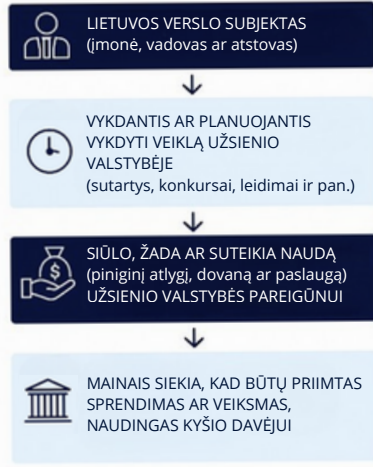 LIETUVOS VERSLO SUBJEKTAS
(įmonė, vadovas ar atstovas)
VYKDANTIS AR PLANUOJANTIS
VYKDYTI VEIKLĄ UŽSIENIO
VALSTYBĖJE
(sutartys, konkursai, leidimai ir pan.)
SIŪLO, ŽADA AR SUTEIKIA NAUDĄ
(piniginį atlygį, dovaną ar paslaugą)
UŽSIENIO VALSTYBĖS PAREIGŪNUI
MAINAIS SIEKIA, KAD BŪTŲ PRIIMTAS
SPRENDIMAS AR VEIKSMAS,
NAUDINGAS KYŠIO DAVĖJUI